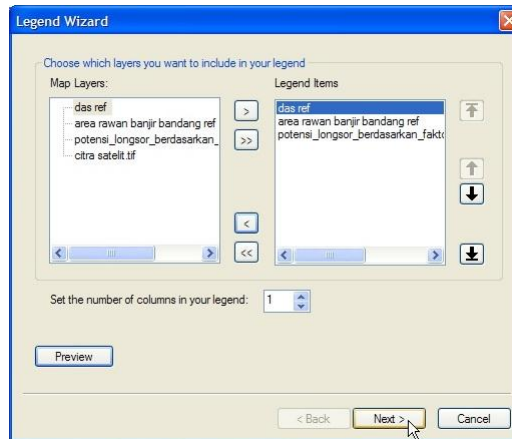 Legend Wizard
Choose which layers you want to include in your legend
Map Layers:
das ref
area rawan banjir bandang ref
potensi_longsor_berdasarkan_
citra satelit.tif
>
>>
<
<<
Legend Items
das ref
area rawan banjir bandang ref
potensi_longsor_berdasarkan_fakto
Set the number of columns in your legend: 1
Preview
< Back Next > Cancel